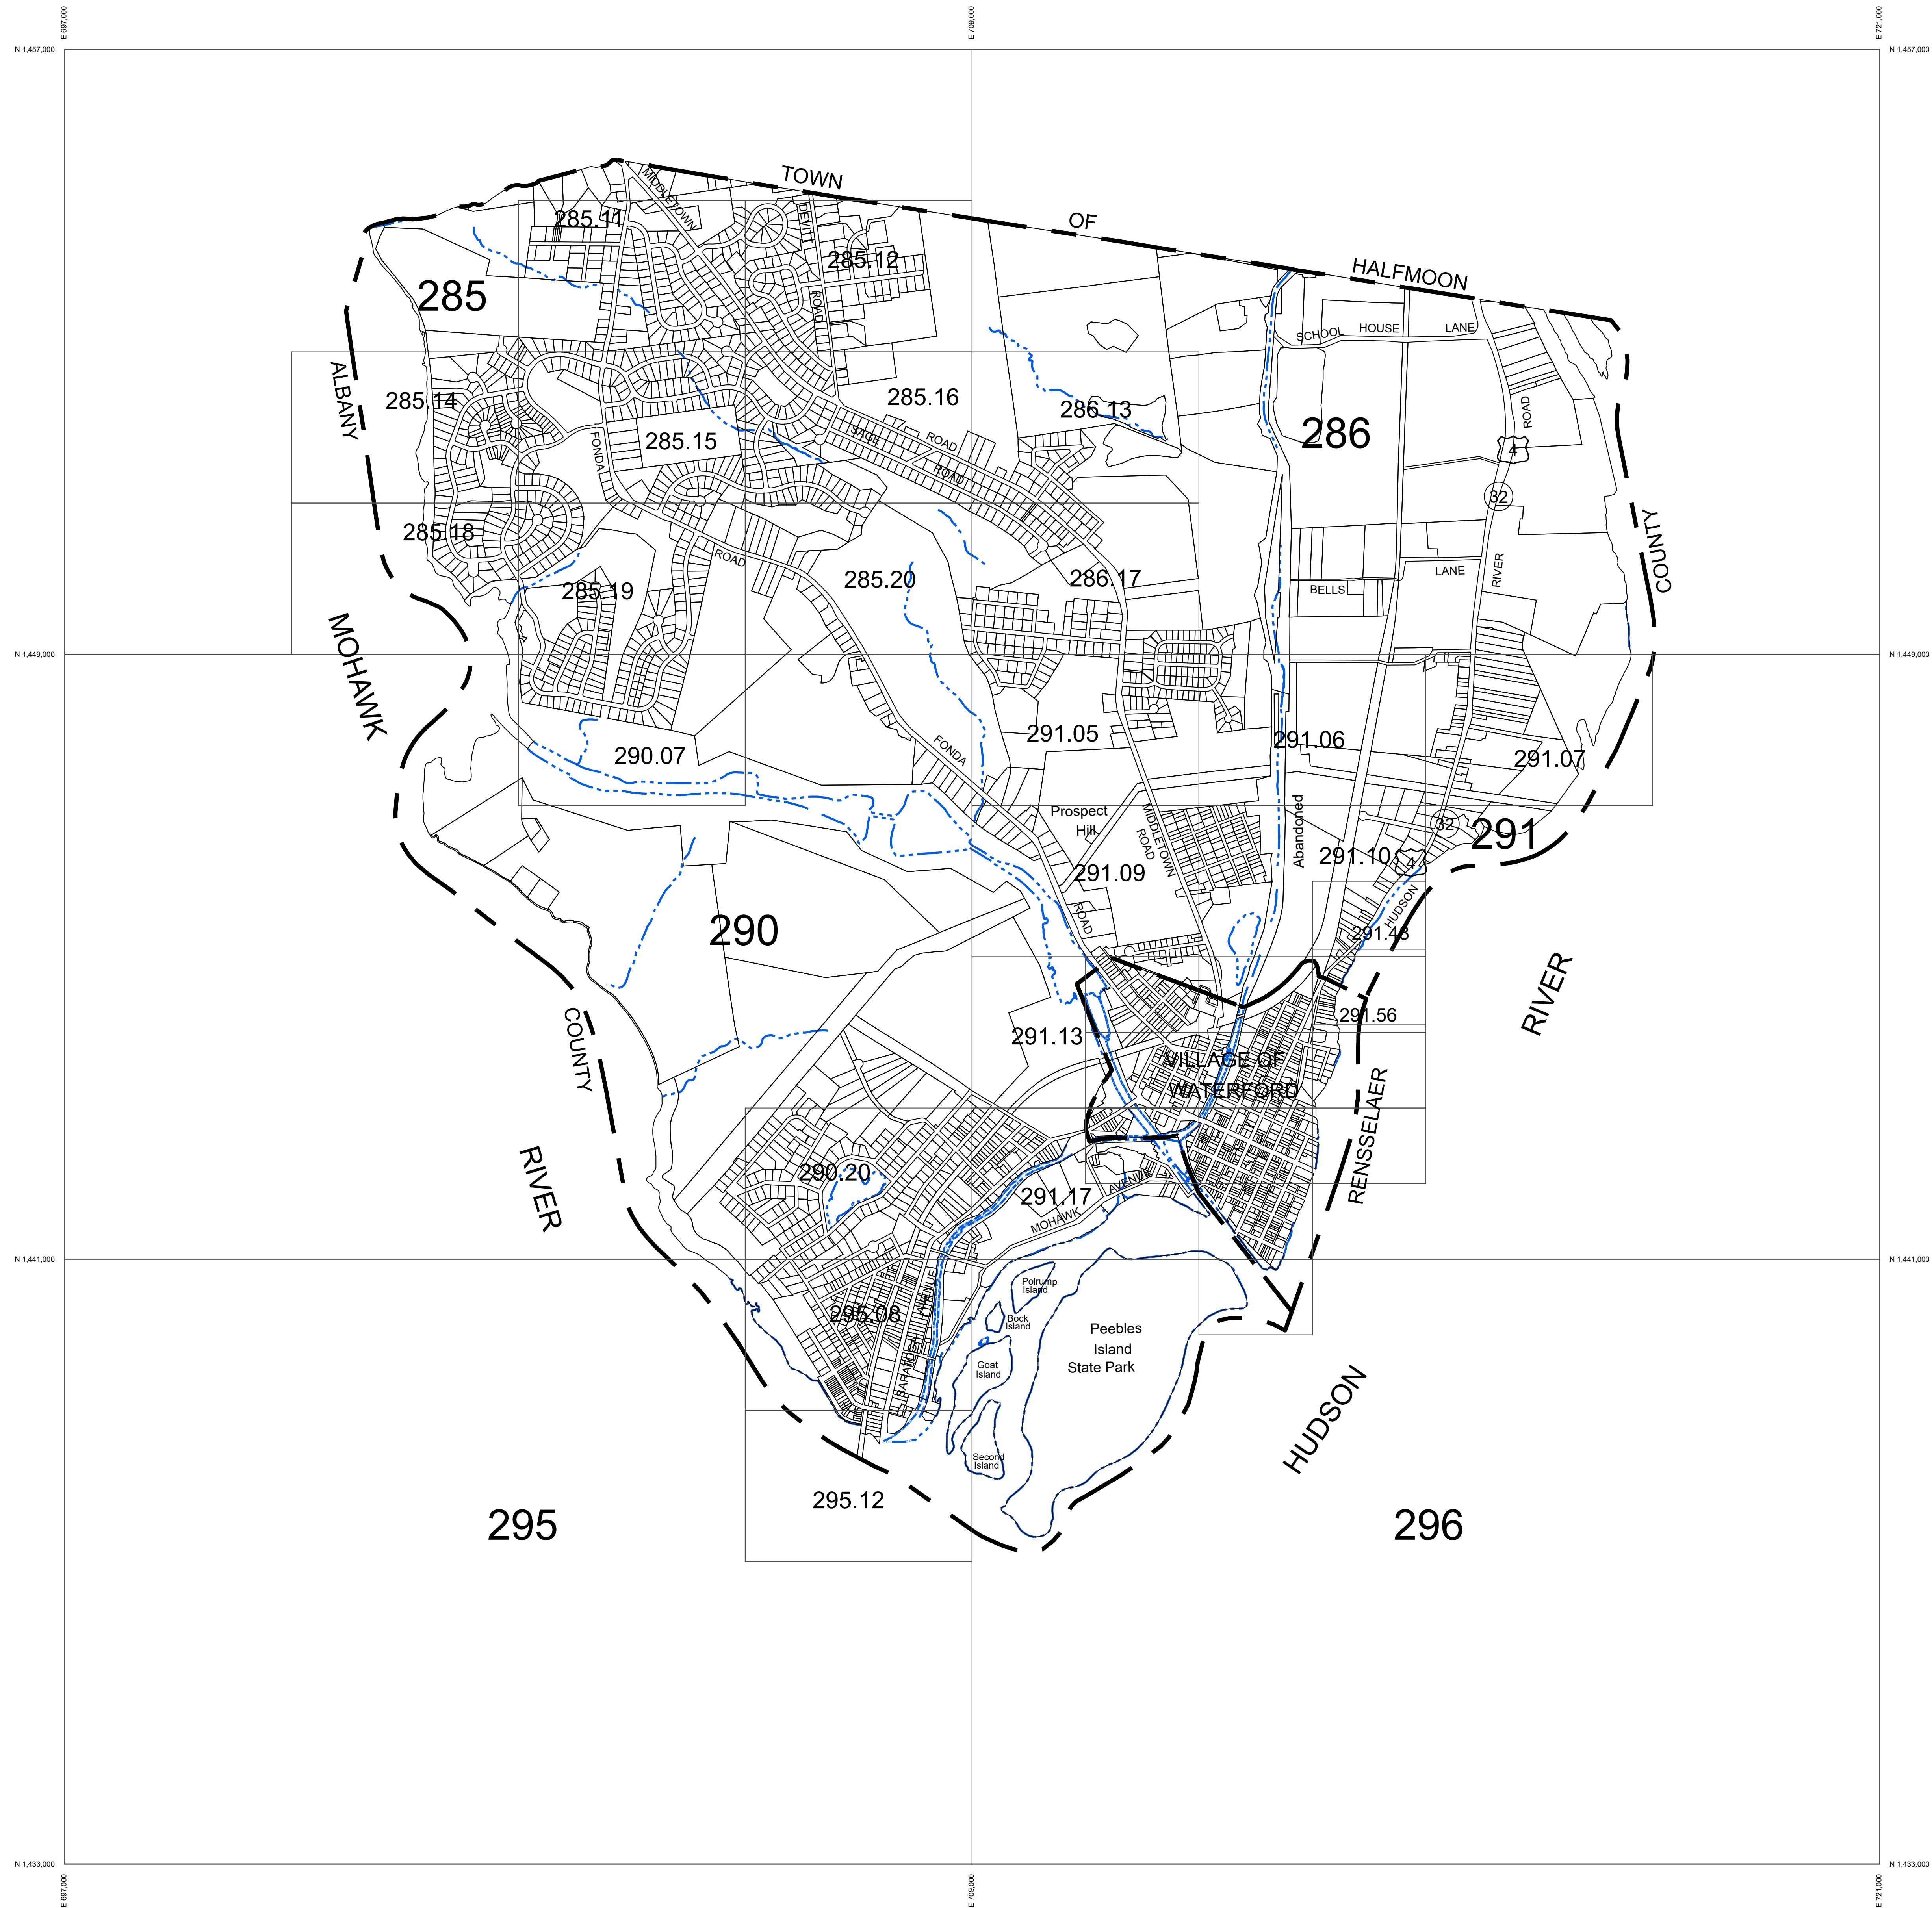 E 697,000
E 709,000
E 721,000
N 1,457,000
N 1,457,000
TOWN
OF
HALFMOON
MIDDLETOWN
DEVITT
ROAD
285.11
285.12
285
SCHOOL HOUSE LANE
ALBANY
285.14
285.15
285.16
286.13
286
ROAD
4
32
FONDA
SAGE
ROAD
ROAD
285.18
285.19
ROAD
285.20
286.17
LANE
BELLS
RIVER
COUNTY
MOHAWK
N 1,449,000
N 1,449,000
290.07
FONDA
291.05
291.06
291.07
Prospect
Hill
MIDDLETOWN
ROAD
Abandoned
32
291
291.10
4
291.09
HUDSON
290
ROAD
291.48
RIVER
291.56
COUNTY
291.13
VILLAGE OF
WATERFORD
RENSSELAER
RIVER
290.20
291.17
AVENUE
MOHAWK
N 1,441,000
N 1,441,000
Polrump
Island
AVENUE
295.08
Bock
Island
Peebles
Island
State Park
Goat
Island
SARATOGA
HUDSON
Second
Island
295.12
295
296
N 1,433,000
N 1,433,000
E 697,000
E 709,000
E 721,000